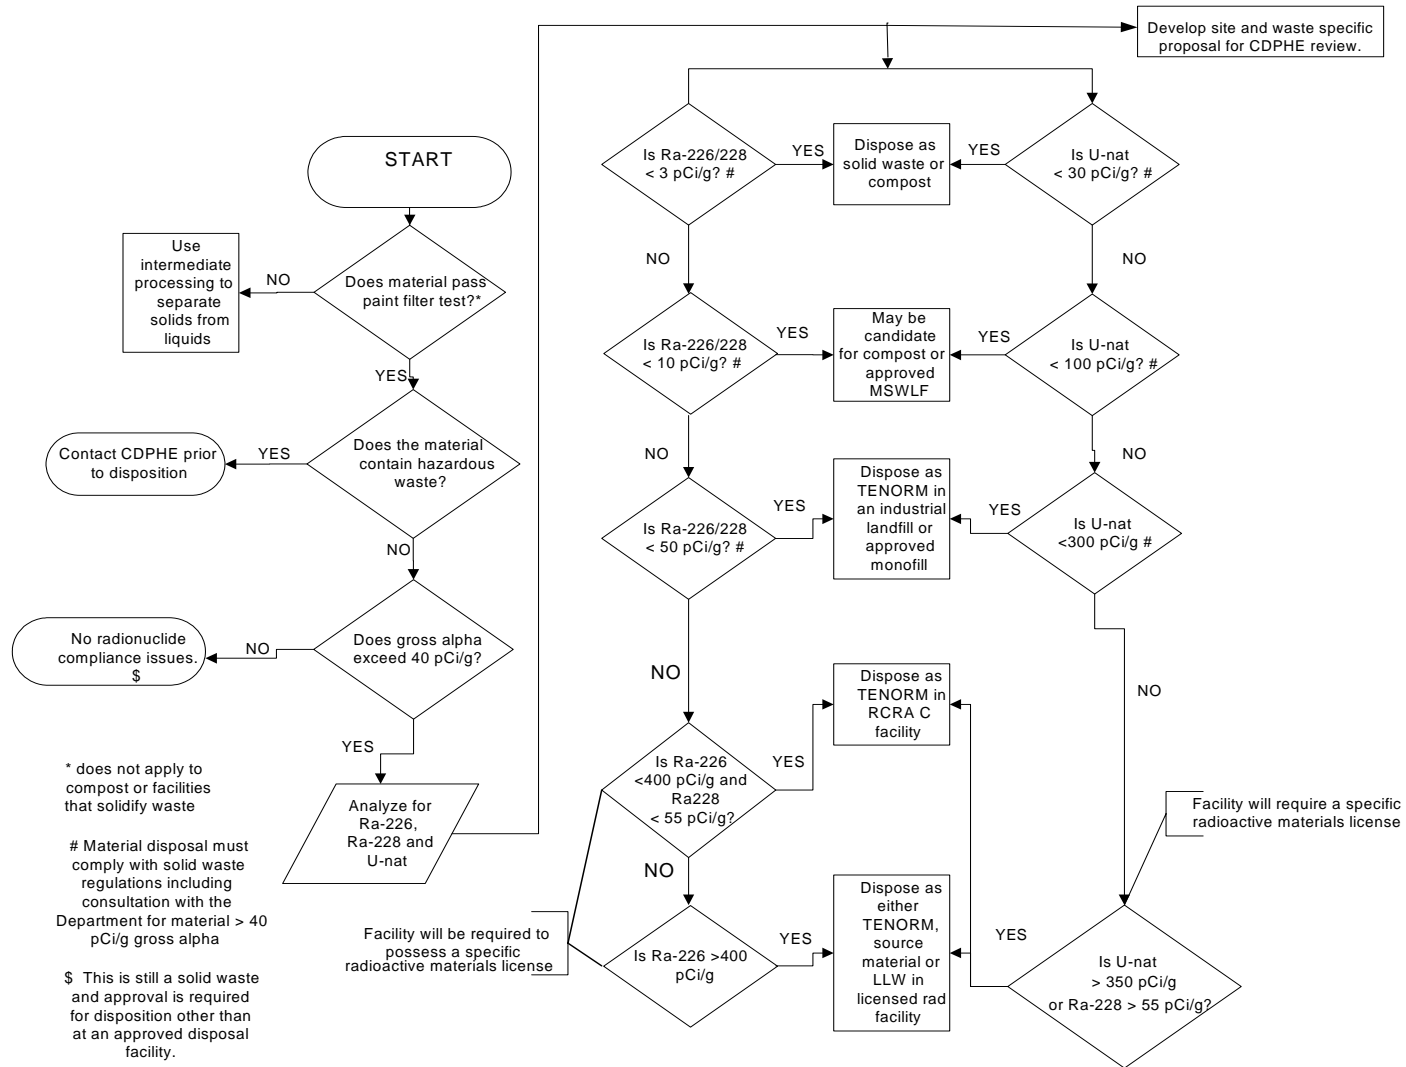 Develop site and waste specific
proposal for CDPHE review.
START
Does material pass
paint filter test?*
NO
Use
intermediate
processing to
separate
solids from
liquids
YES
Does the material
contain hazardous
waste?
YES
Contact CDPHE prior
to disposition
NO
Does gross alpha
exceed 40 pCi/g?
NO
No radionuclide
compliance issues.
$
YES
Analyze for
Ra-226,
Ra-228 and
U-nat
* does not apply to
compost or facilities
that solidify waste
# Material disposal must
comply with solid waste
regulations including
consultation with the
Department for material > 40
pCi/g gross alpha
$ This is still a solid waste
and approval is required
for disposition other than
at an approved disposal
facility.
Is Ra-226/228
< 3 pCi/g? #
YES
Dispose as
solid waste or
compost
YES
Is U-nat
< 30 pCi/g? #
NO
NO
Is Ra-226/228
< 10 pCi/g? #
YES
May be
candidate
for compost or
approved
MSWLF
YES
Is U-nat
< 100 pCi/g? #
NO
NO
Is Ra-226/228
< 50 pCi/g? #
YES
Dispose as
TENORM in
an industrial
landfill or
approved
monofill
YES
Is U-nat
<300 pCi/g #
NO
NO
Is Ra-226
<400 pCi/g and
Ra228
< 55 pCi/g?
YES
Dispose as
TENORM in
RCRA C
facility
Facility will require a specific
radioactive materials license
NO
Facility will be required to
possess a specific
radioactive materials license
Is Ra-226 >400
pCi/g
YES
Dispose as
either
TENORM,
source
material or
LLW in
licensed rad
facility
YES
Is U-nat
> 350 pCi/g
or Ra-228 > 55 pCi/g?